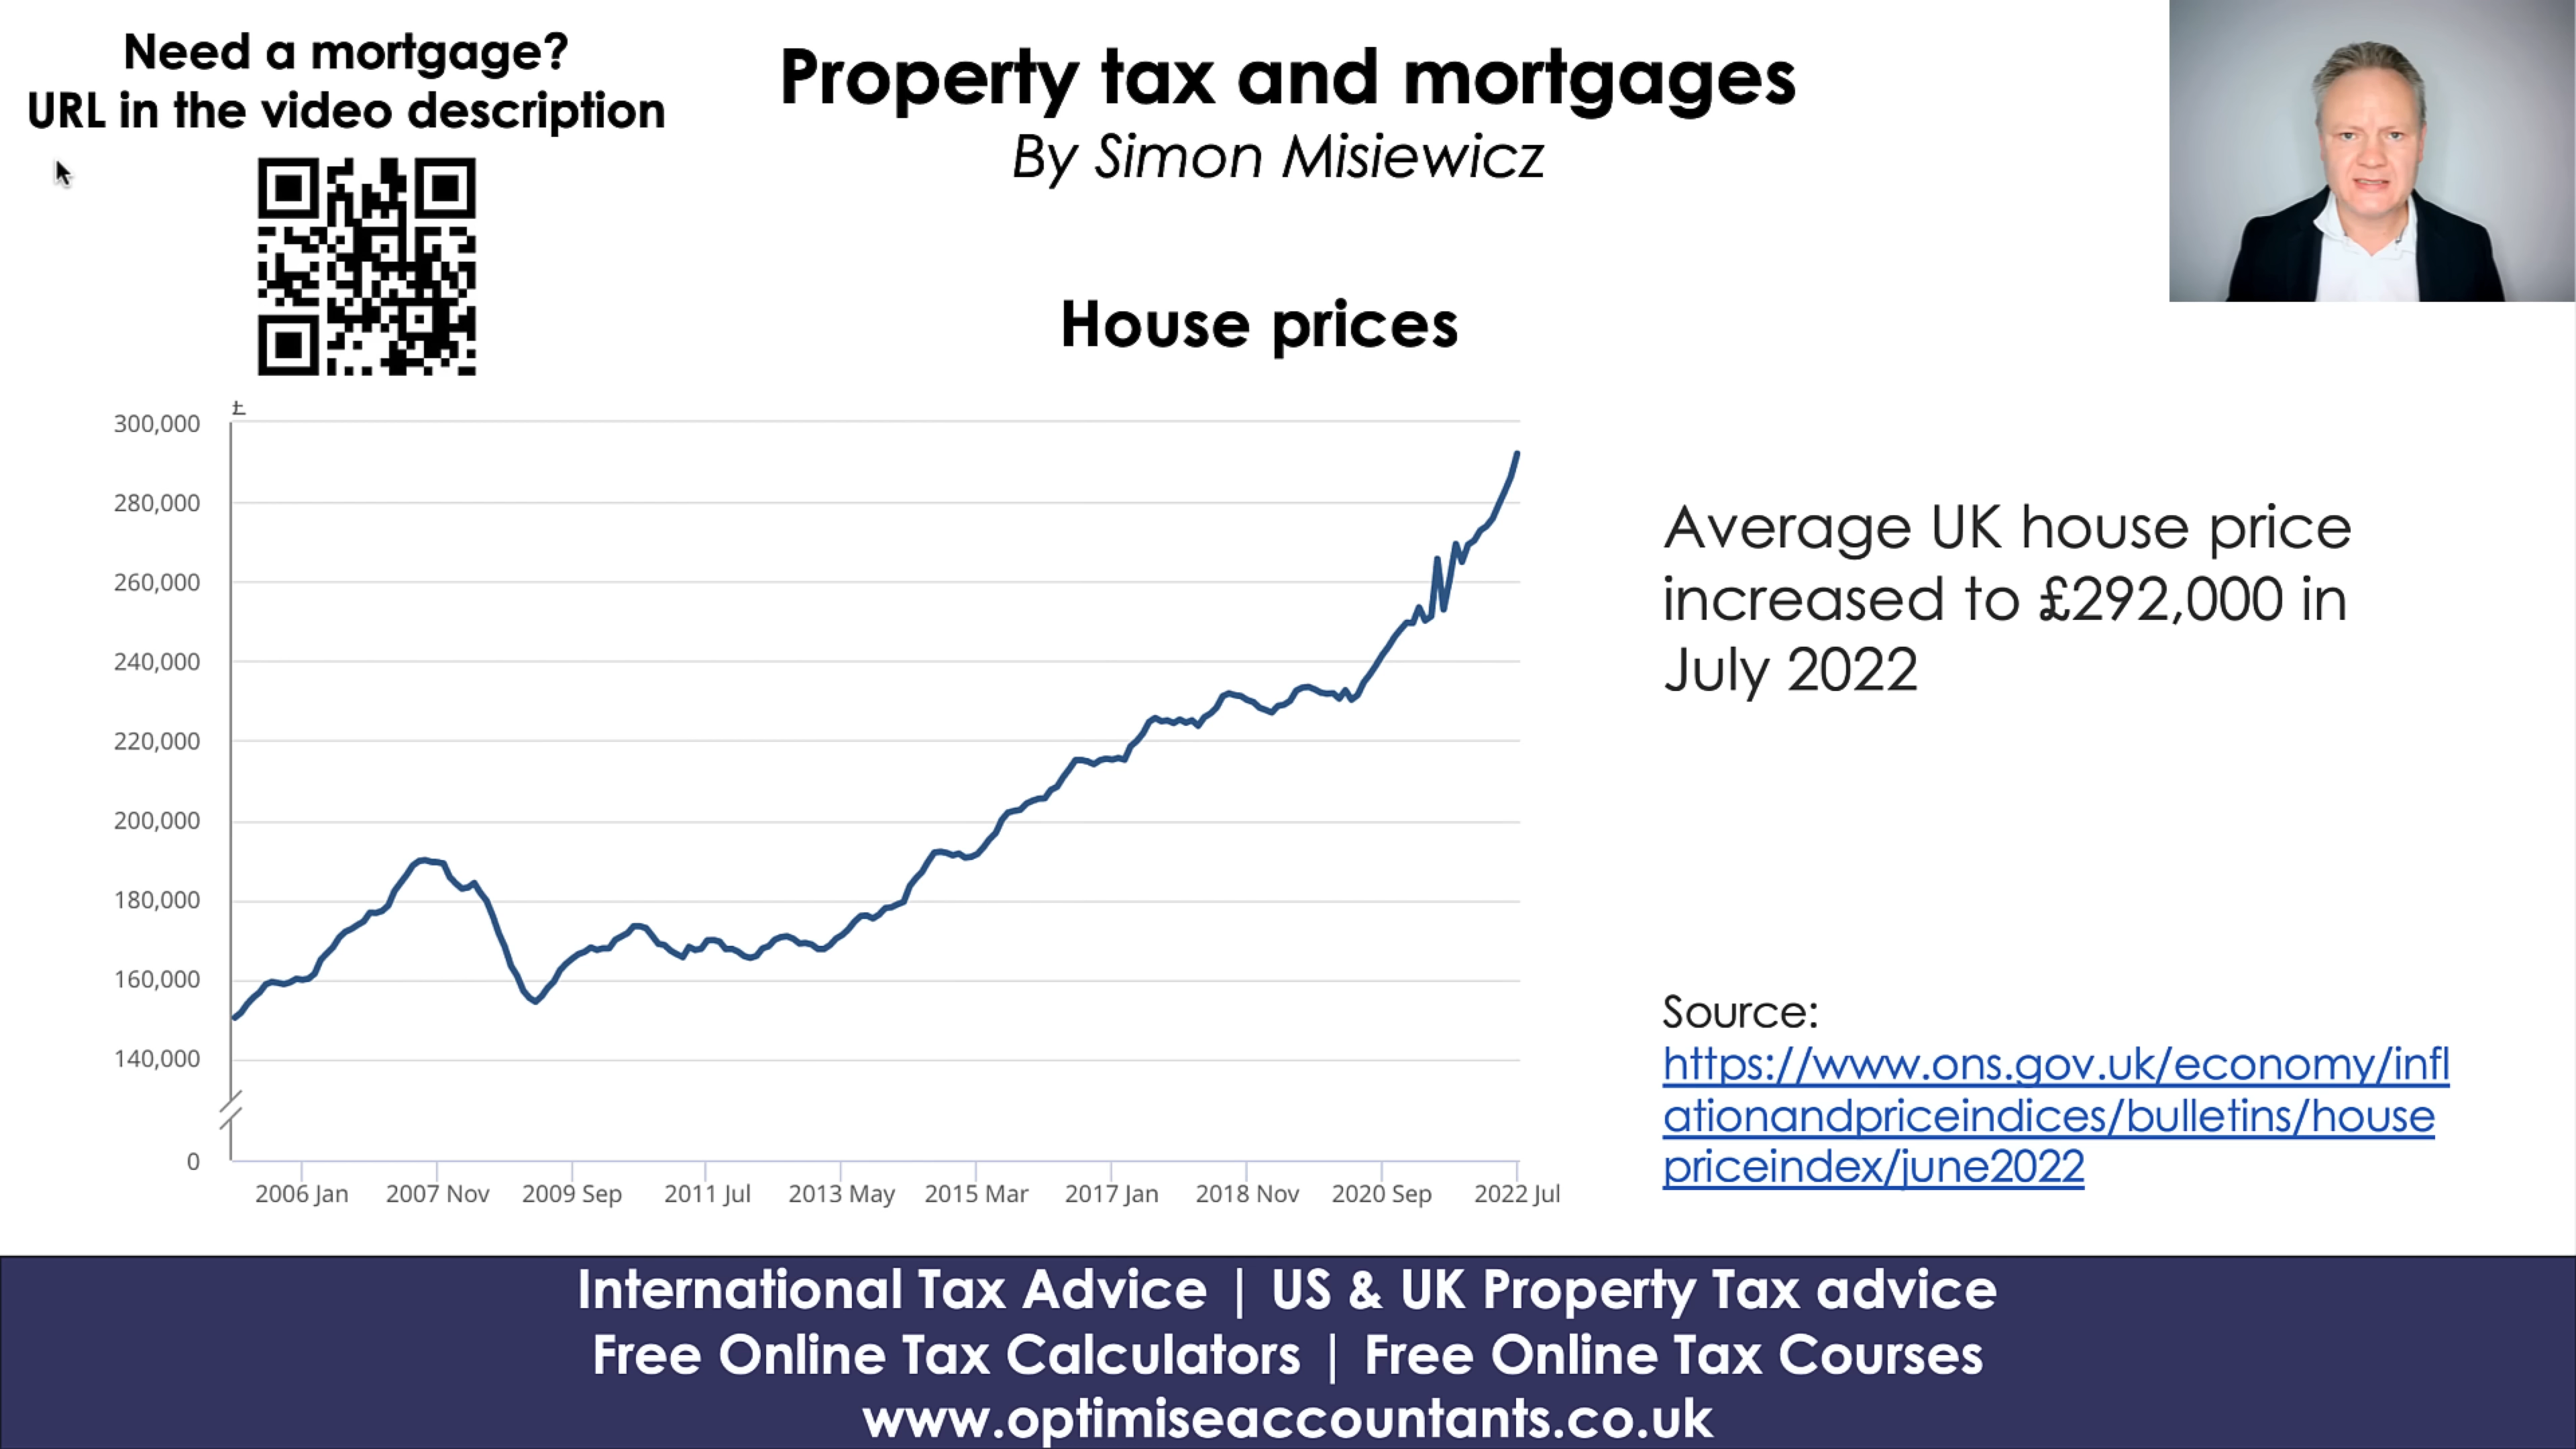 Need a mortgage?
URL in the video description
Property tax and mortgages
By Simon Misiewicz
House prices
£
300,000
280,000
260,000
240,000
220,000
200,000
180,000
160,000
140,000
0
2006 Jan
2007 Nov
2009 Sep
2011 Jul
2013 May
2015 Mar
2017 Jan
2018 Nov
2020 Sep
2022 Jul
Average UK house price
increased to £292,000 in
July 2022
Source:
https://www.ons.gov.uk/economy/infl
ationandpriceindices/bulletins/house
priceindex/june2022
International Tax Advice | US & UK Property Tax advice
Free Online Tax Calculators | Free Online Tax Courses
www.optimiseaccountants.co.uk